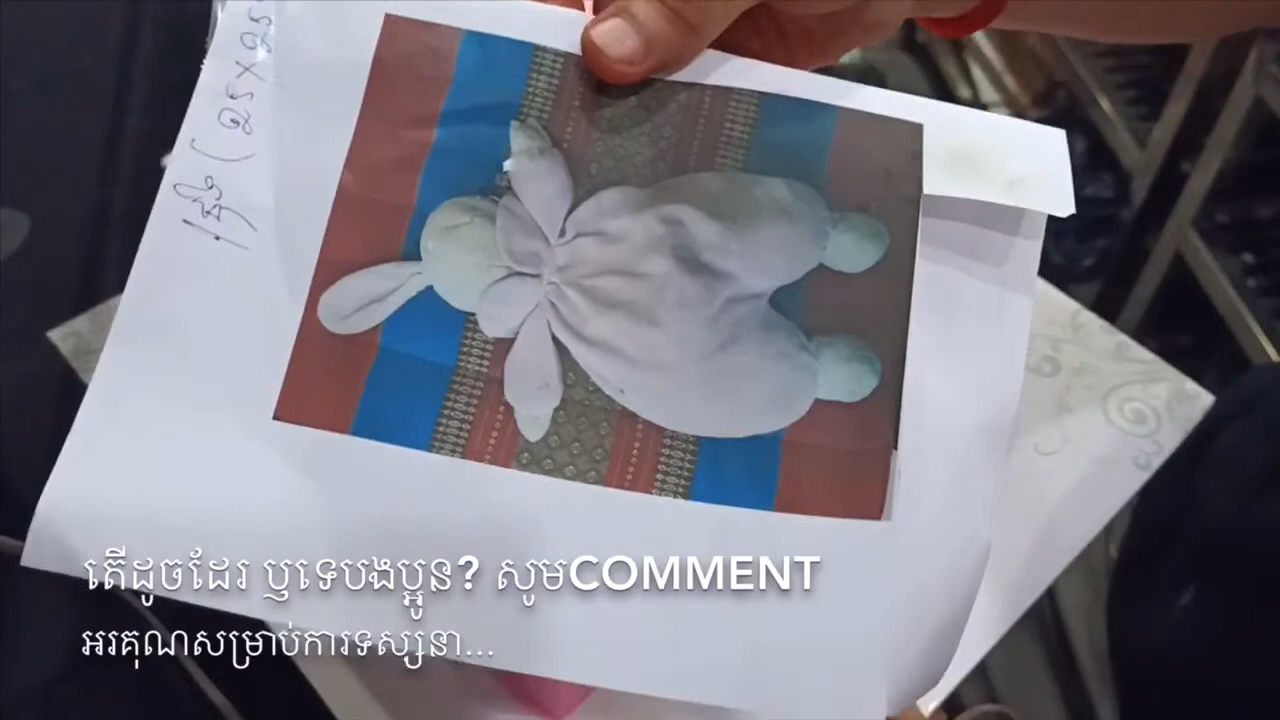 តើដូចដែរ ឬទេបងប្អូន? សូមCOMMENT
អរគុណសម្រាប់ការទស្សនា...